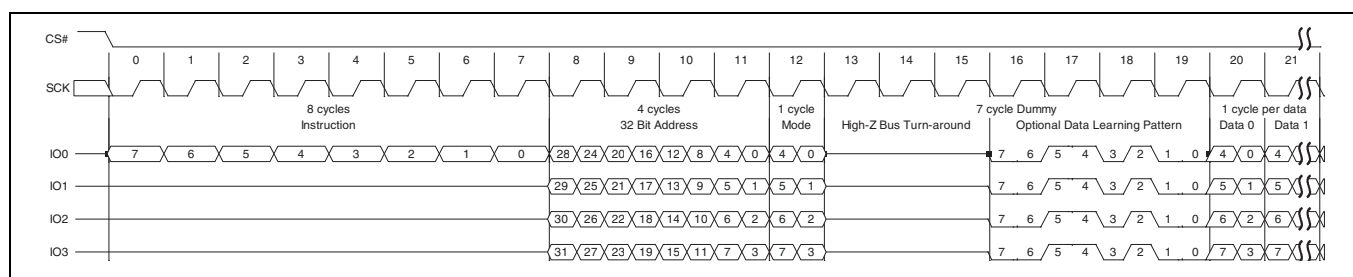 CS#
0 1 2 3 4 5 6 7 8 9 10 11 12 13 14 15 16 17 18 19 20 21
SCK
8 cycles 4 cycles 1 cycle 7 cycle Dummy 1 cycle per data
Instruction 32 Bit Address Mode High-Z Bus Turn-around Optional Data Learning Pattern Data 0 Data 1
IO0 7 6 5 4 3 2 1 0 28 24 20 16 12 8 4 0 4 0 7 6 5 4 3 2 1 0 4 0 4
IO1 29 25 21 17 13 9 5 1 5 1 7 6 5 4 3 2 1 0 5 1 5
IO2 30 26 22 18 14 10 6 2 6 2 7 6 5 4 3 2 1 0 6 2 6
IO3 31 27 23 19 15 11 7 3 7 3 7 6 5 4 3 2 1 0 7 3 7